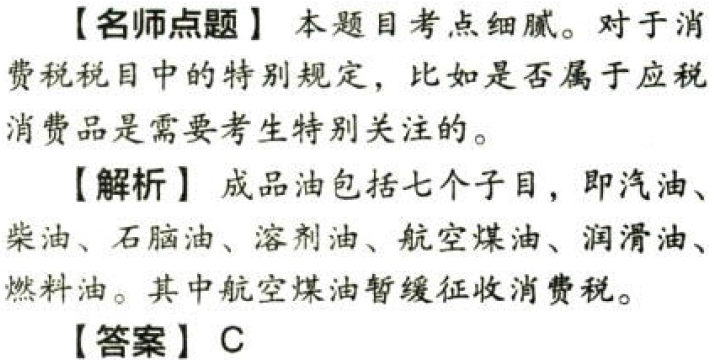 【名师点题】 本题目考点细腻。对于消
费税税目中的特别规定，比如是否属于应税
消费品是需要考生特别关注的。
【解析】 成品油包括七个子目，即汽油、
柴油、石脑油、溶剂油、航空煤油、润滑油、
燃料油。其中航空煤油暂缓征收消费税。
【答案】 C